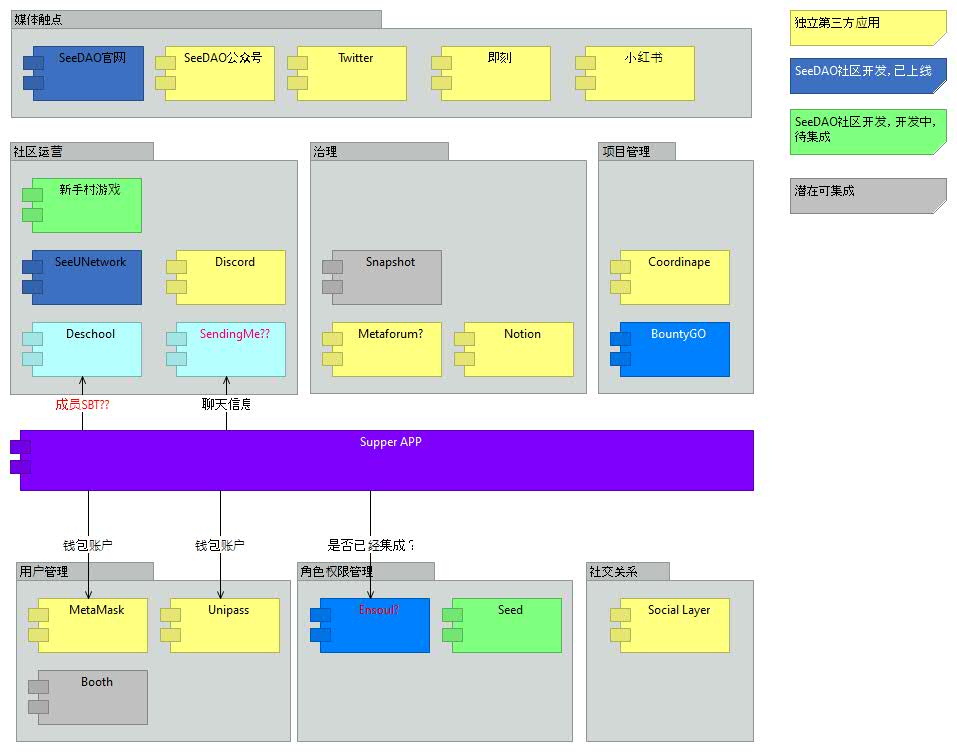 媒体触点
SeeDAO官网
SeeDAO公众号
Twitter
即刻
小红书
独立第三方应用
SeeDAO社区开发，已上线
SeeDAO社区开发，开发中，
待集成
潜在可集成
社区运营
新手村游戏
SeeUNetwork
Discord
Deschool
SendingMe??
治理
Snapshot
Metaforum?
Notion
项目管理
Coordinape
BountyGO
成员SBT??
聊天信息
Supper APP
钱包账户
钱包账户
是否已经集成？
用户管理
MetaMask
Unipass
Booth
角色权限管理
Ensoul?
Seed
社交关系
Social Layer